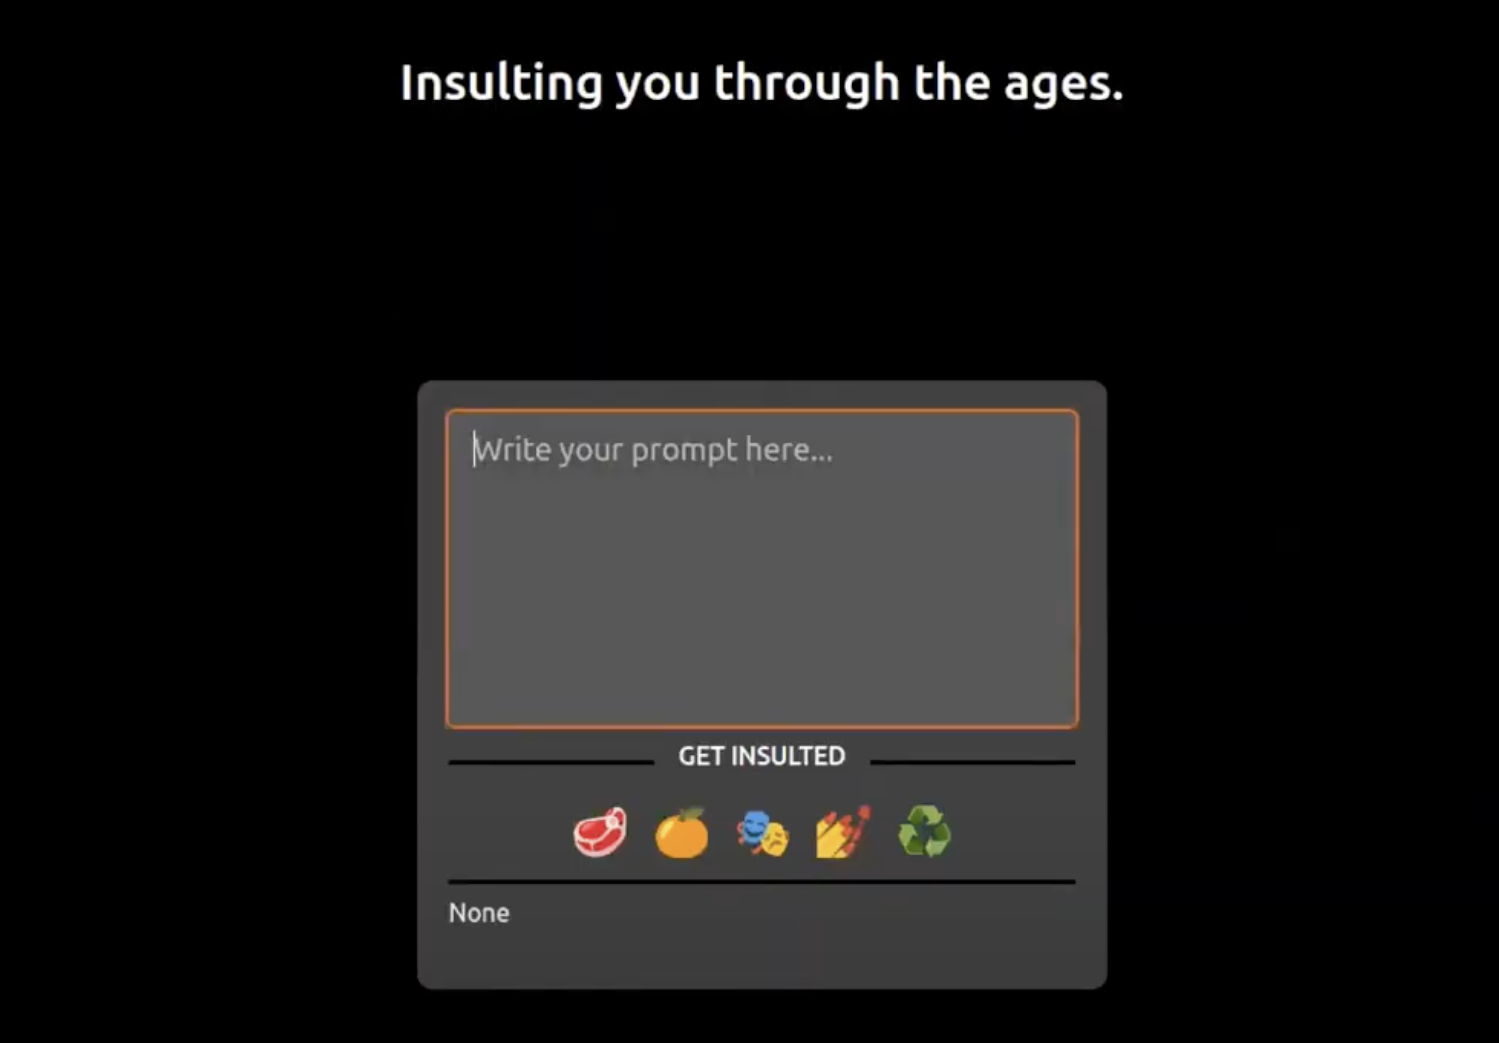 Insulting you through the ages.
Write your prompt here...
GET INSULTED
None